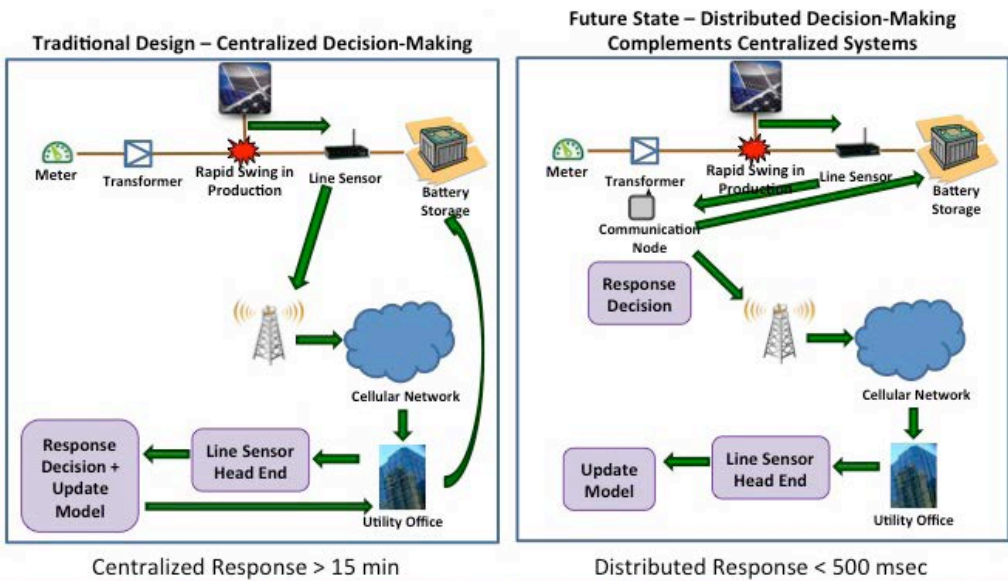 Traditional Design – Centralized Decision-Making
Meter
Transformer
Rapid Swing in
Production
Line Sensor
Battery
Storage
Cellular Network
Response
Decision +
Update
Model
Line Sensor
Head End
Utility Office
Centralized Response > 15 min
Future State – Distributed Decision-Making
Complements Centralized Systems
Meter
Transformer
Rapid Swing in
Production
Line Sensor
Battery
Storage
Communication
Node
Response
Decision
Cellular Network
Update
Model
Line Sensor
Head End
Utility Office
Distributed Response < 500 msec